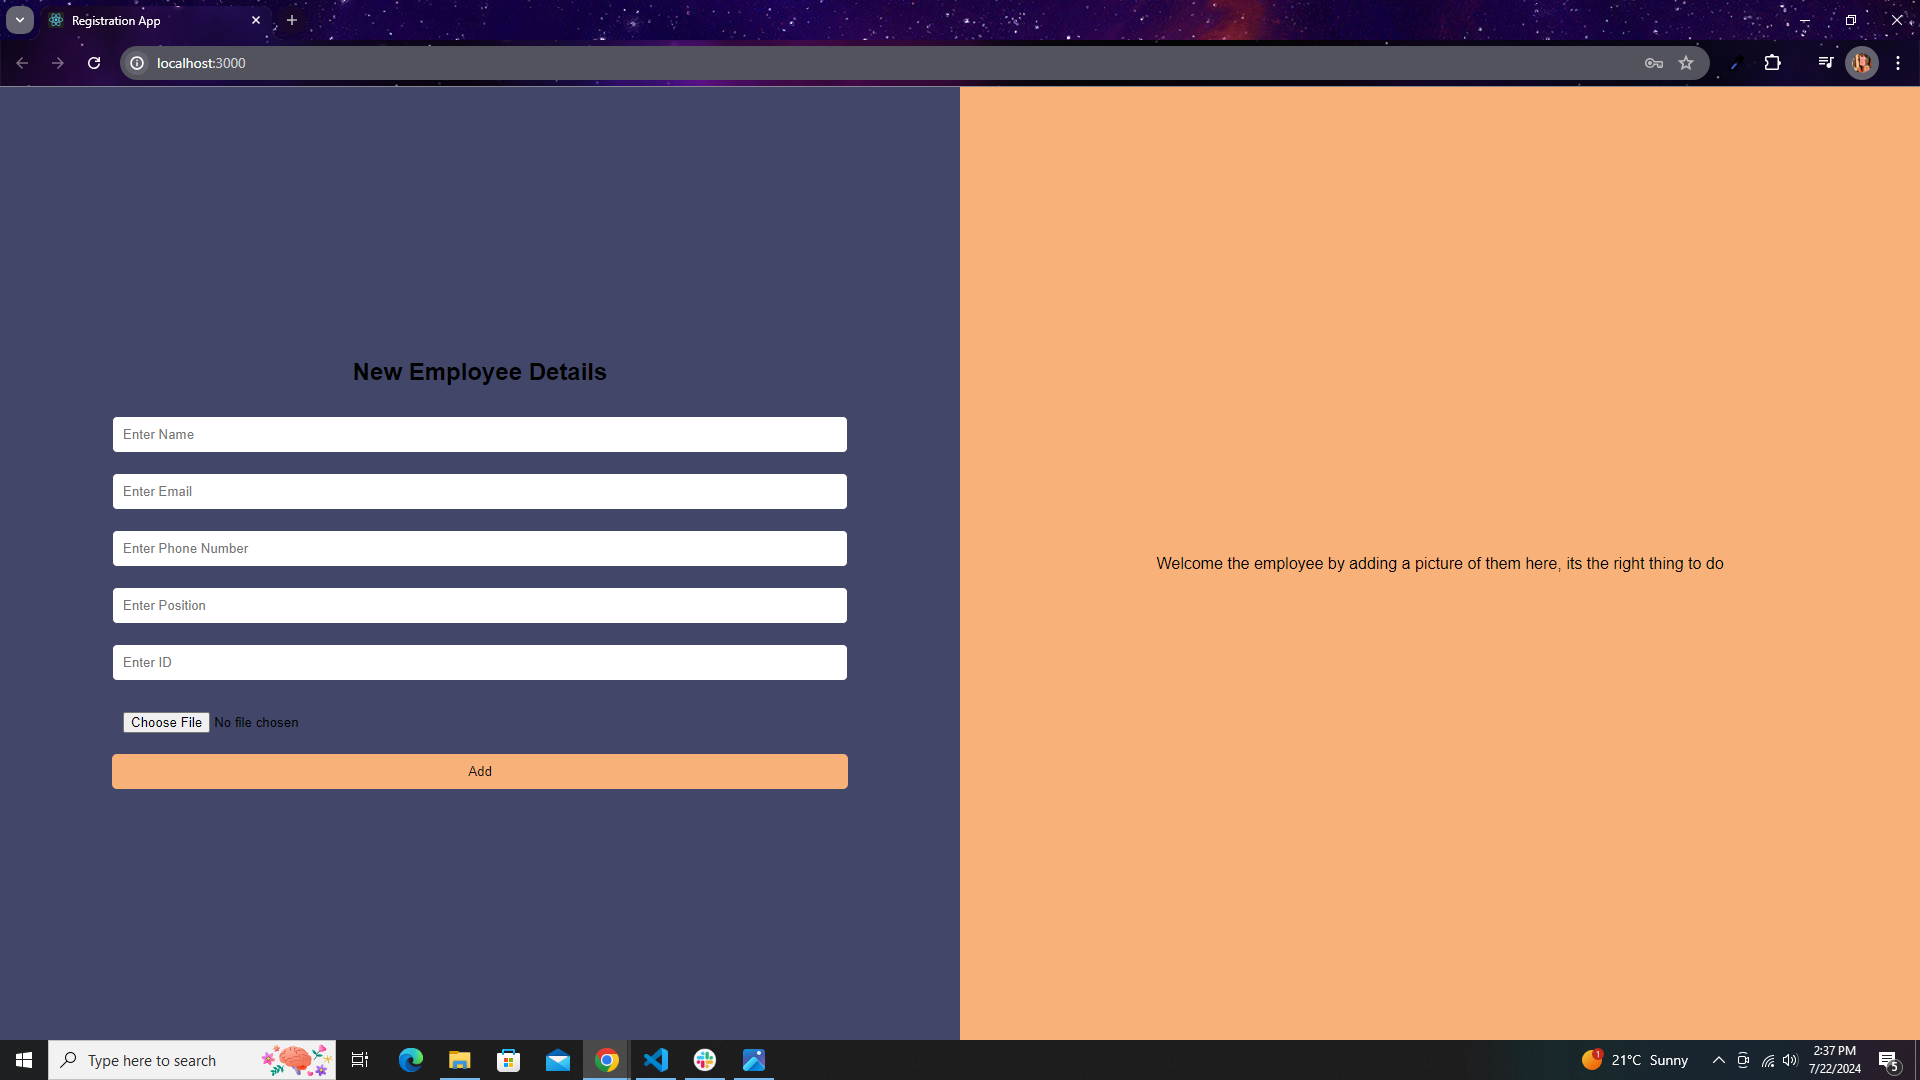 Registration App
localhost:3000
New Employee Details
Enter Name
Enter Email
Enter Phone Number
Enter Position
Enter ID
Choose File No file chosen
Add
Welcome the employee by adding a picture of them here, its the right thing to do
Type here to search
1
21°C Sunny
2:37 PM
7/22/2024
5